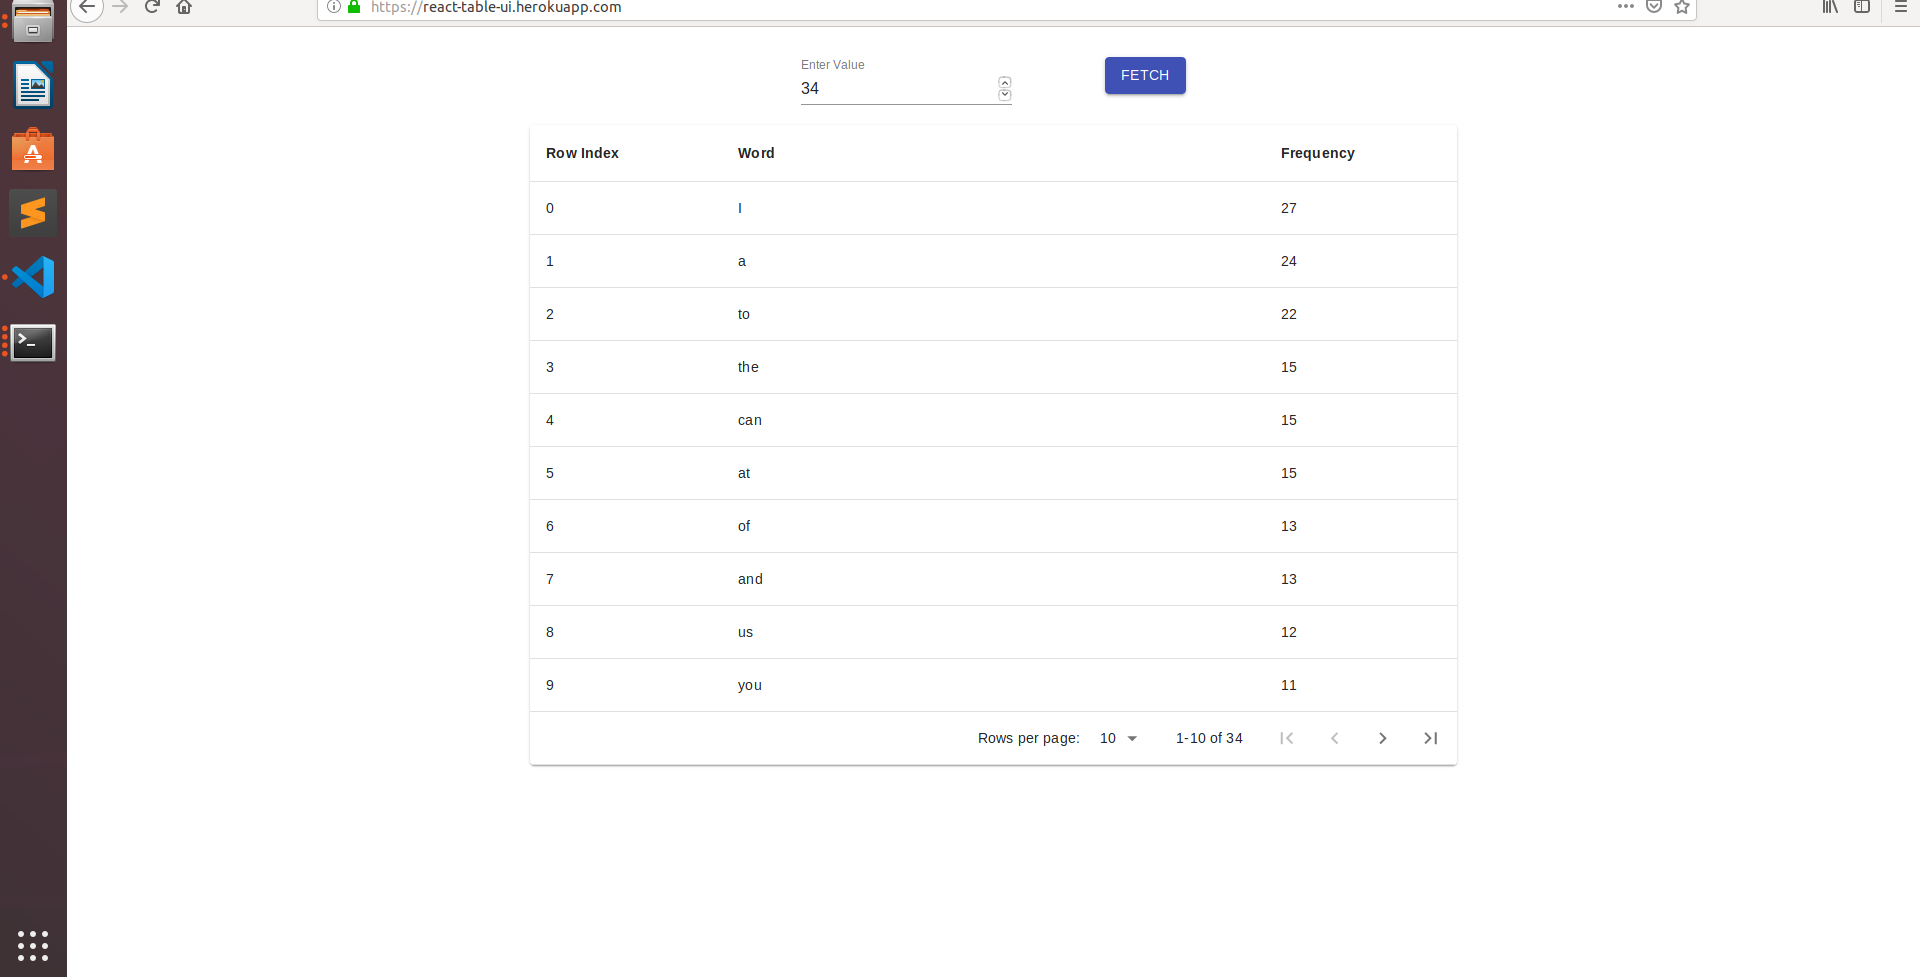 https://react-table-ui.herokuapp.com
Enter Value
34
FETCH
Row Index Word Frequency
0 I 27
1 a 24
2 to 22
3 the 15
4 can 15
5 at 15
6 of 13
7 and 13
8 us 12
9 you 11
Rows per page: 10 1-10 of 34